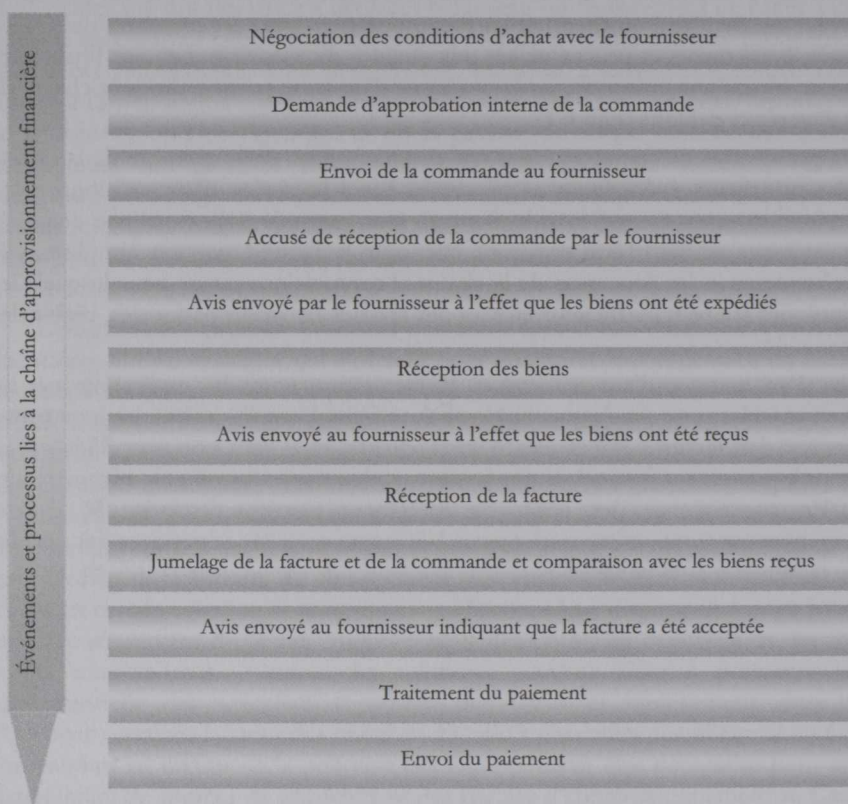 Événements et processus lies à la chaîne d'approvisionnement financière
Négociation des conditions d'achat avec le fournisseur
Demande d'approbation interne de la commande
Envoi de la commande au fournisseur
Accusé de réception de la commande par le fournisseur
Avis envoyé par le fournisseur à l'effet que les biens ont été expédiés
Réception des biens
Avis envoyé au fournisseur à l'effet que les biens ont été reçus
Réception de la facture
Jumelage de la facture et de la commande et comparaison avec les biens reçus
Avis envoyé au fournisseur indiquant que la facture a été acceptée
Traitement du paiement
Envoi du paiement